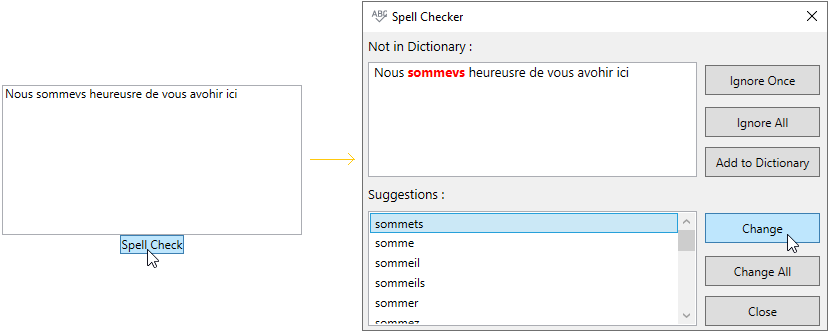 Nous sommevs heureusre de vous avohir ici
Spell Check
ABC Spell Checker
Not in Dictionary :
Nous sommevs heureusre de vous avohir ici
Ignore Once
Ignore All
Add to Dictionary
Suggestions :
sommets
somme
sommeil
sommeils
sommer
sommez
Change
Change All
Close